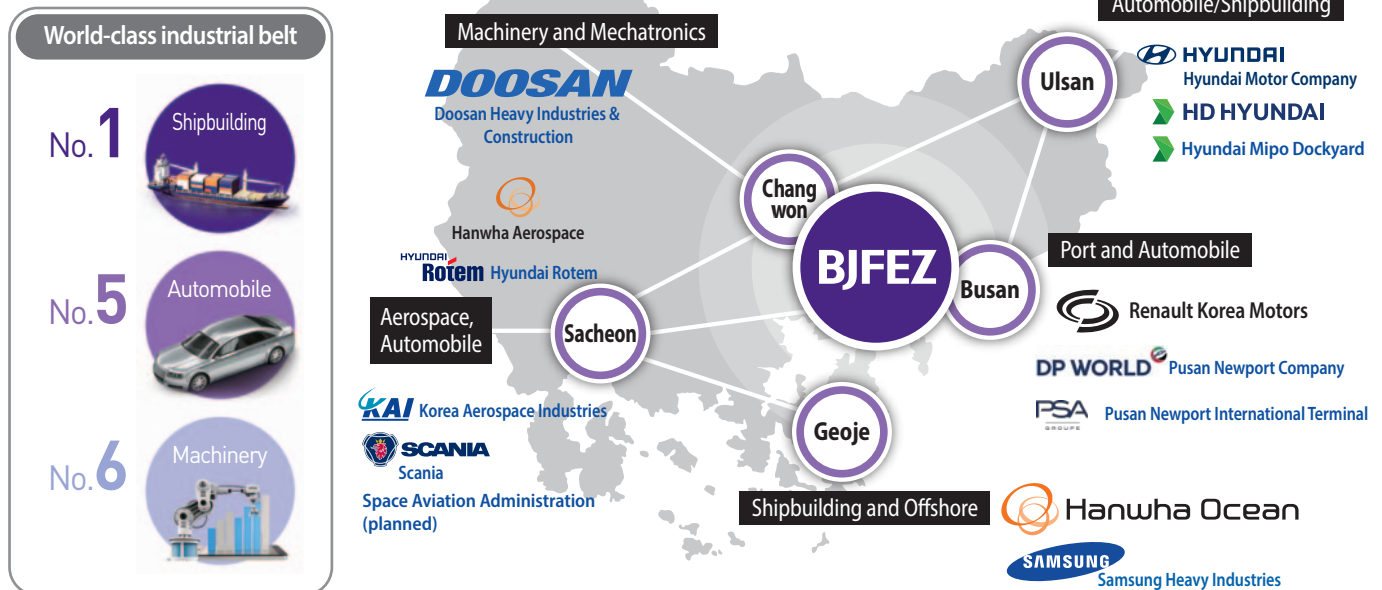 World-class industrial belt
No.1
Shipbuilding
No.5
Automobile
No.6
Machinery
Machinery and Mechatronics
DOOSAN
Doosan Heavy Industries &
Construction
Hanwha Aerospace
HYUNDAI
Rotem Hyundai Rotem
Aerospace,
Automobile
KAI Korea Aerospace Industries
SCANIA
Scania
Space Aviation Administration
(planned)
Chang
won
BJFEZ
Busan
Ulsan
Sacheon
Geoje
Automobile/Shipbuilding
HYUNDAI
Hyundai Motor Company
HD HYUNDAI
Hyundai Mipo Dockyard
Port and Automobile
Renault Korea Motors
DP WORLD Pusan Newport Company
PSA Pusan Newport International Terminal
GROUPE
Shipbuilding and Offshore
Hanwha Ocean
SAMSUNG
Samsung Heavy Industries